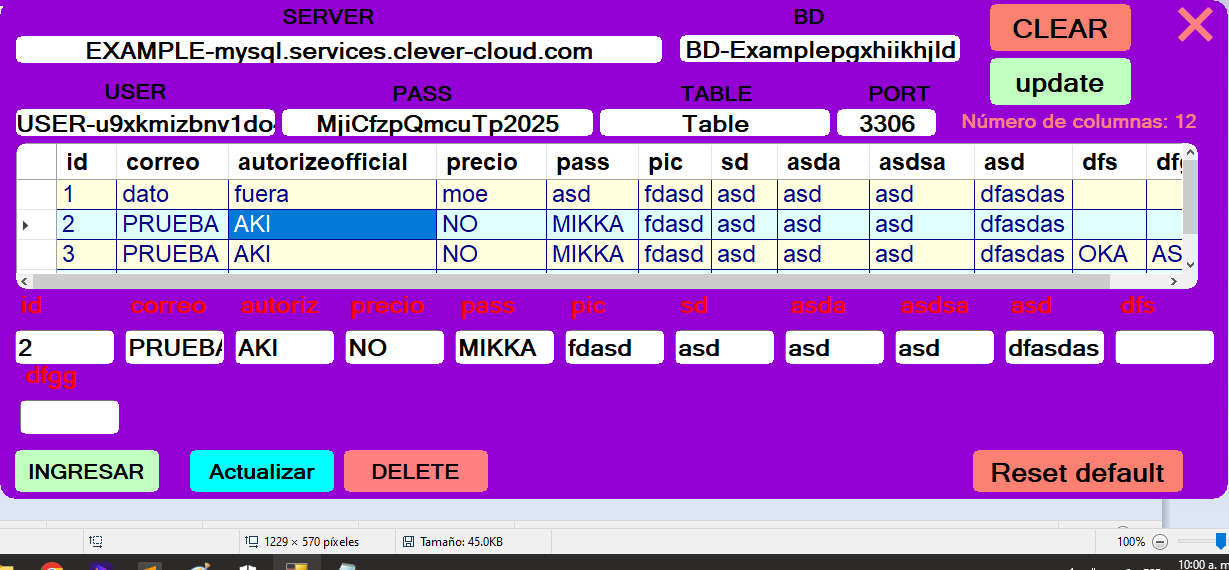 SERVER BD CLEAR
EXAMPLE-mysql.services.clever-cloud.com BD-Examplepgxhiikhjld
update
USER PASS TABLE PORT
USER-u9xkmizbnv1do MjiCfzpQmcuTp2025 Table 3306 Número de columnas: 12
id correo autorizeofficial precio pass pic sd asda asdsa asd dfs dfg
1 dato fuera moe asd fdasd asd asd asd dfasdas
2 PRUEBA AKI NO MIKKA fdasd asd asd asd dfasdas
3 PRUEBA AKI NO MIKKA fdasd asd asd asd dfasdas OKA AS
id correo autoriz precio pass pic sd asda asdsa asd dfs
2 PRUEBA AKI NO MIKKA fdasd asd asd asd dfasdas
dfgg
INGRESAR Actualizar DELETE Reset default
1229 × 570 píxeles Tamaño: 45.0KB 100%
10:00 a. m